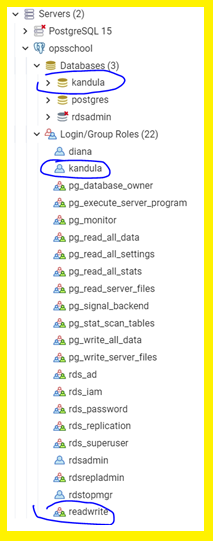 Servers (2)
PostgreSQL 15
opsschool
Databases (3)
kandula
postgres
rdsadmin
Login/Group Roles (22)
diana
kandula
pg_database_owner
pg_execute_server_program
pg_monitor
pg_read_all_data
pg_read_all_settings
pg_read_all_stats
pg_read_server_files
pg_signal_backend
pg_stat_scan_tables
pg_write_all_data
pg_write_server_files
rds_ad
rds_iam
rds_password
rds_replication
rds_superuser
rdsadmin
rdsrepladmin
rdstopmgr
readwrite